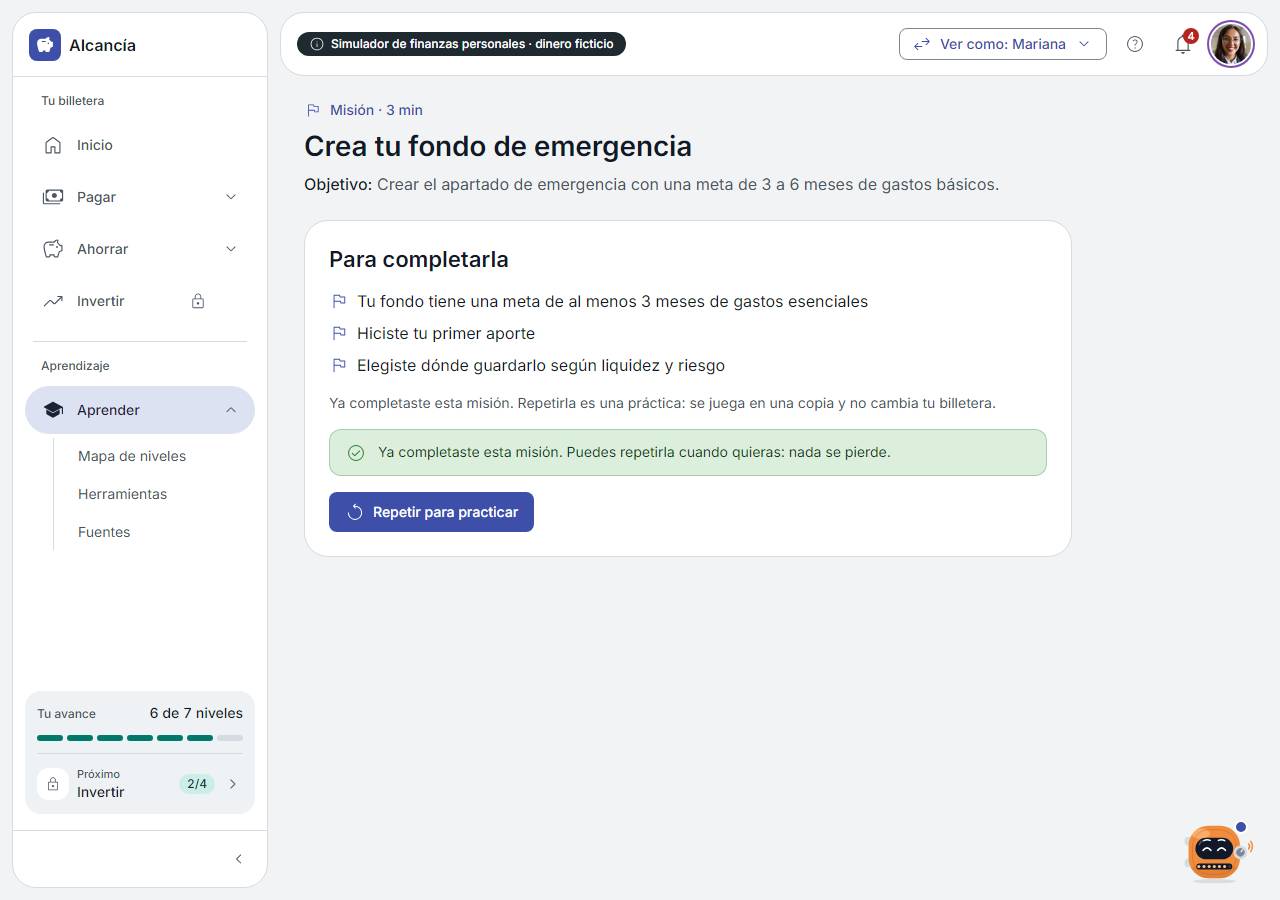 Alcancía
Tu billetera
Inicio
Pagar
Ahorrar
Invertir
Aprendizaje
Aprender
Mapa de niveles
Herramientas
Fuentes
Tu avance
6 de 7 niveles
Próximo
Invertir
2/4
Simulador de finanzas personales · dinero ficticio
Ver como: Mariana
4
Misión · 3 min
Crea tu fondo de emergencia
Objetivo: Crear el apartado de emergencia con una meta de 3 a 6 meses de gastos básicos.
Para completarla
Tu fondo tiene una meta de al menos 3 meses de gastos esenciales
Hiciste tu primer aporte
Elegiste dónde guardarlo según liquidez y riesgo
Ya completaste esta misión. Repetirla es una práctica: se juega en una copia y no cambia tu billetera.
Ya completaste esta misión. Puedes repetirla cuando quieras: nada se pierde.
Repetir para practicar